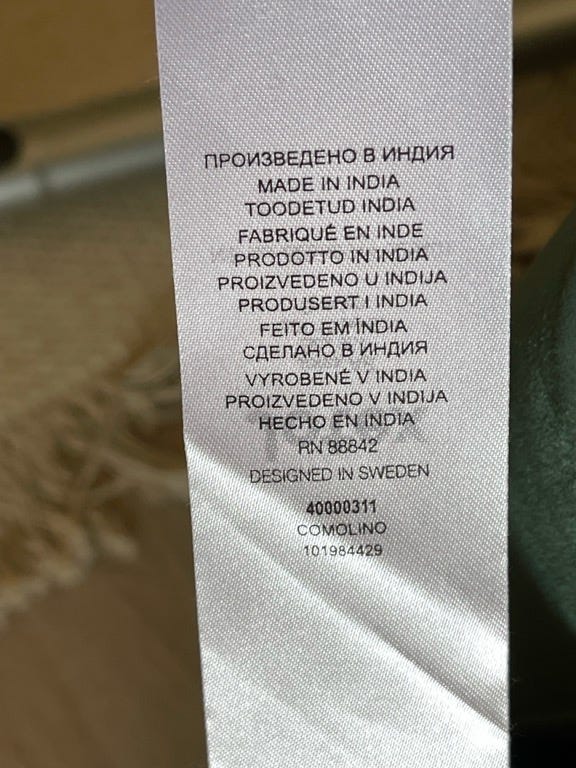 ПРОИЗВЕДЕНО В ИНДИЯ
MADE IN INDIA
TOODETUD INDIA
FABRIQUÉ EN INDE
PRODOTTO IN INDIA
PROIZVEDENO U INDIJA
PRODUSERT I INDIA
FEITO EM ÍNDIA
СДЕЛАНО В ИНДИЯ
VYROBENÉ V INDIA
PROIZVEDENO V INDIJA
HECHO EN INDIA
RN 88842
DESIGNED IN SWEDEN
40000311
COMOLINO
101984429